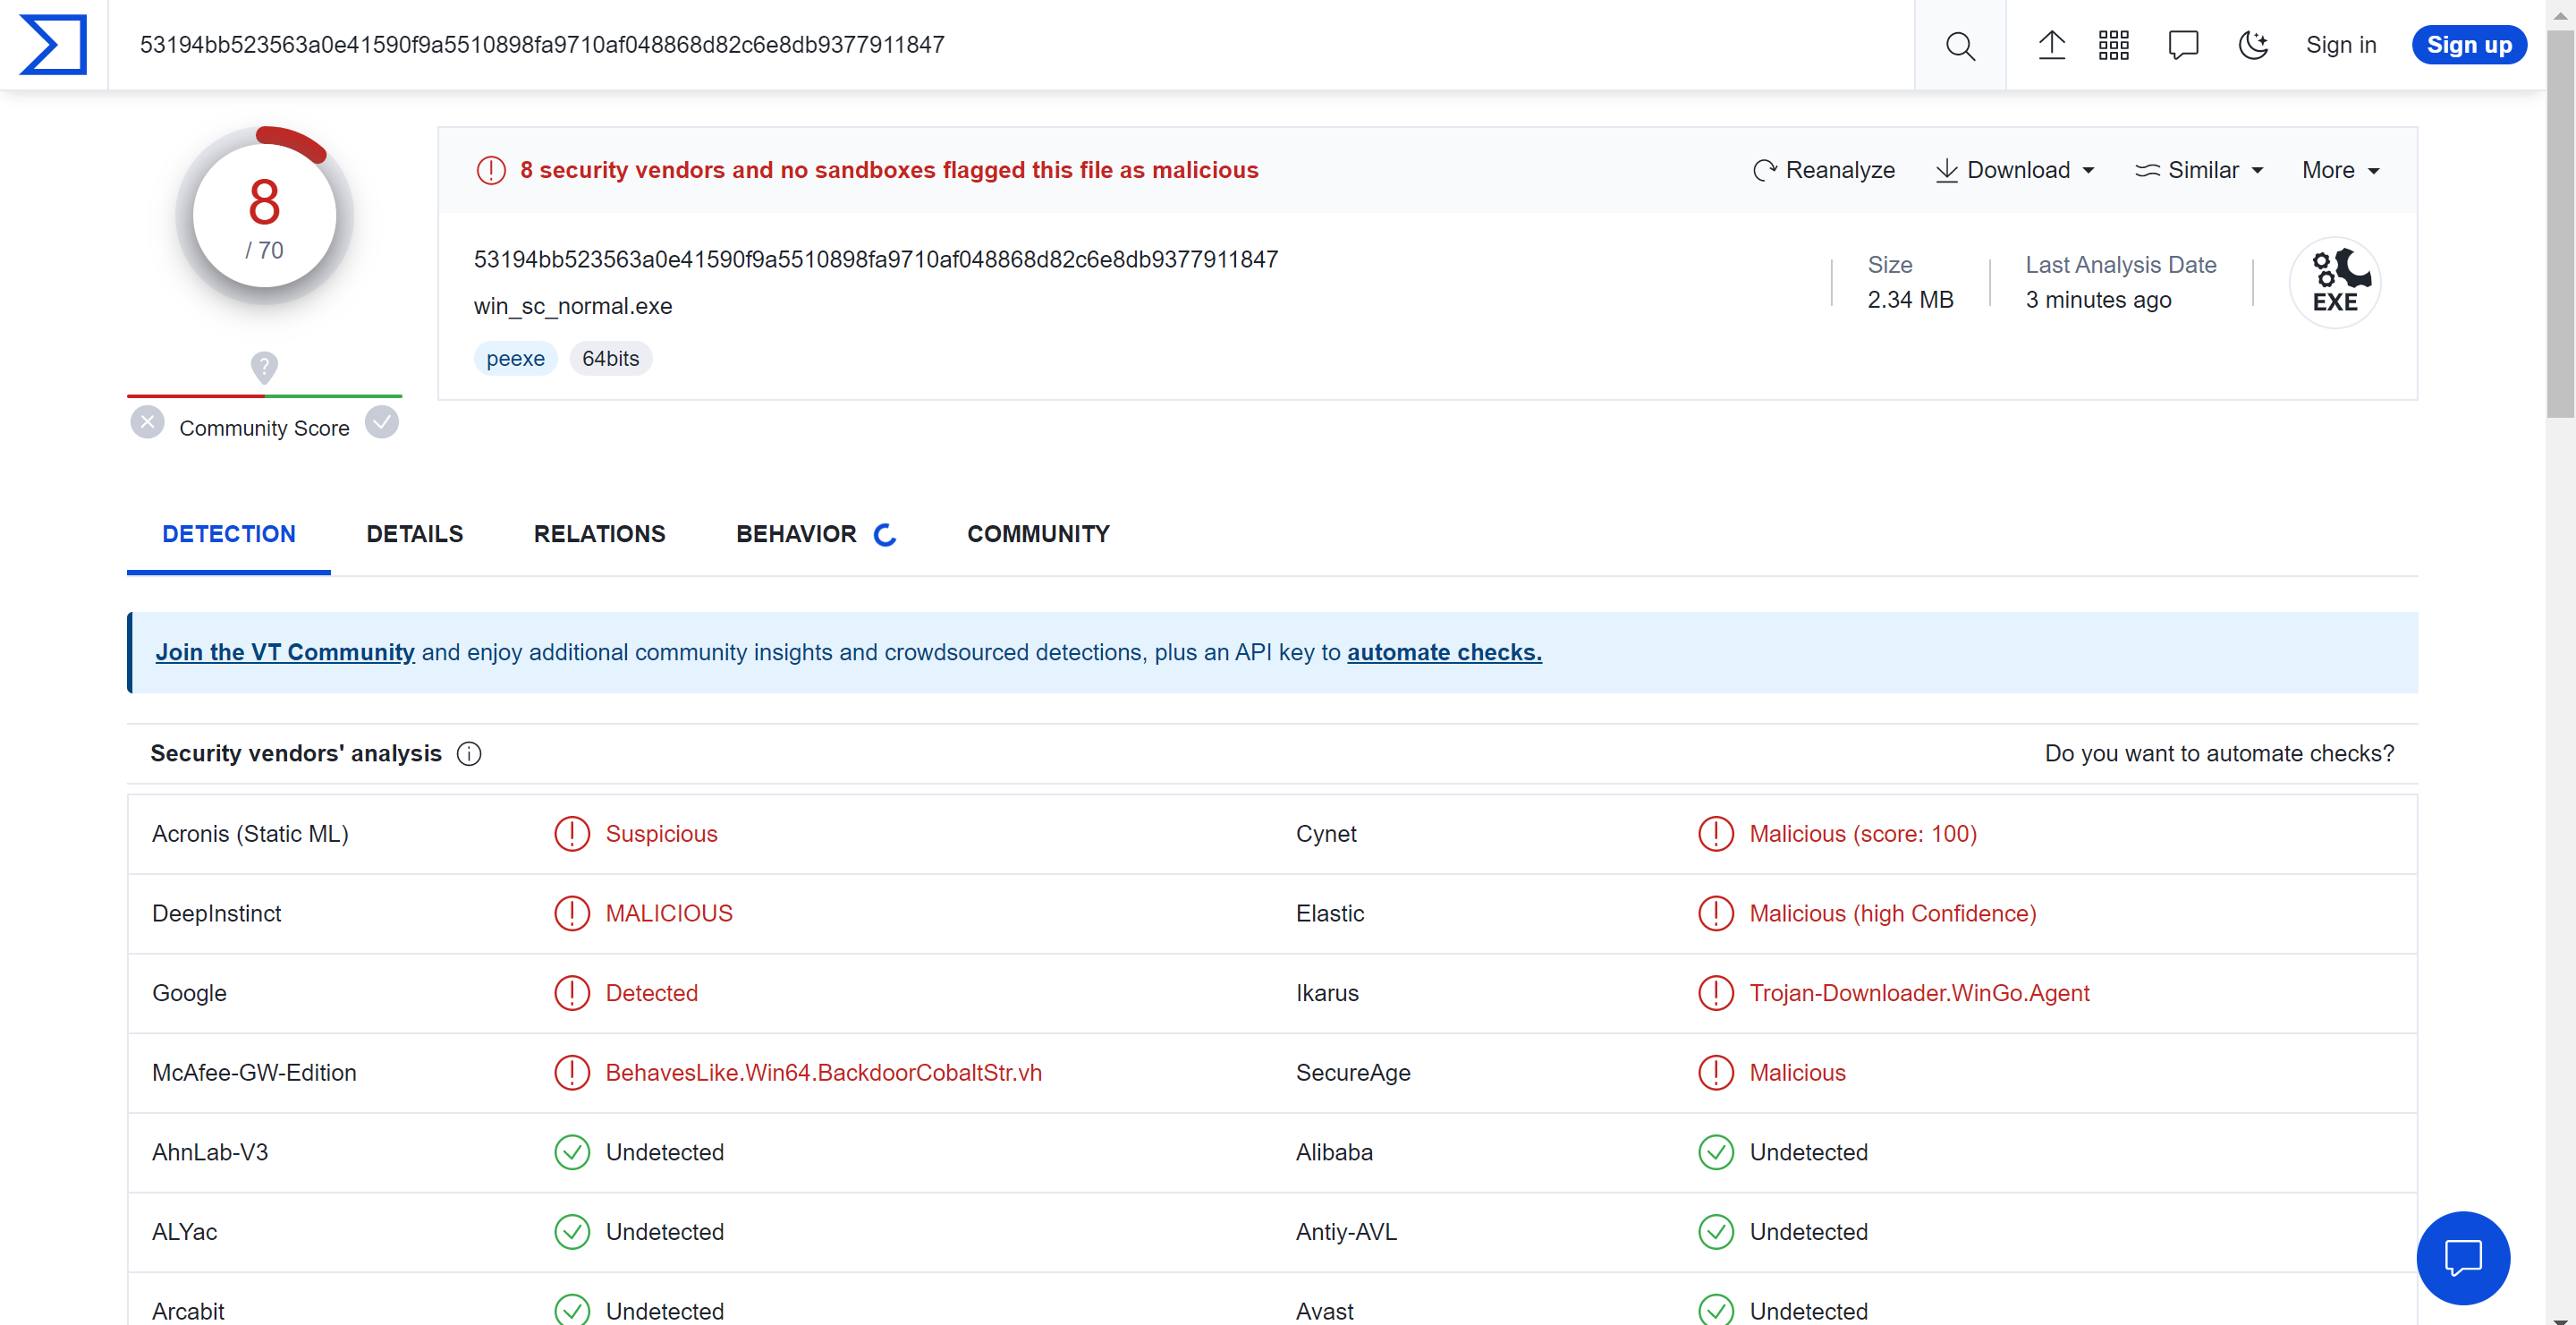 53194bb523563a0e41590f9a5510898fa9710af048868d82c6e8db9377911847
Sign in
Sign up
8
/ 70
Community Score
8 security vendors and no sandboxes flagged this file as malicious
Reanalyze
Download
Similar
More
53194bb523563a0e41590f9a5510898fa9710af048868d82c6e8db9377911847
win_sc_normal.exe
peexe
64bits
Size
2.34 MB
Last Analysis Date
3 minutes ago
EXE
DETECTION
DETAILS
RELATIONS
BEHAVIOR
COMMUNITY
Join the VT Community and enjoy additional community insights and crowdsourced detections, plus an API key to automate checks.
Security vendors' analysis
Do you want to automate checks?
Acronis (Static ML)
Suspicious
Cynet
Malicious (score: 100)
DeepInstinct
MALICIOUS
Elastic
Malicious (high Confidence)
Google
Detected
Ikarus
Trojan-Downloader.WinGo.Agent
McAfee-GW-Edition
BehavesLike.Win64.BackdoorCobaltStr.vh
SecureAge
Malicious
AhnLab-V3
Undetected
Alibaba
Undetected
ALYac
Undetected
Antiy-AVL
Undetected
Arcabit
Undetected
Avast
Undetected